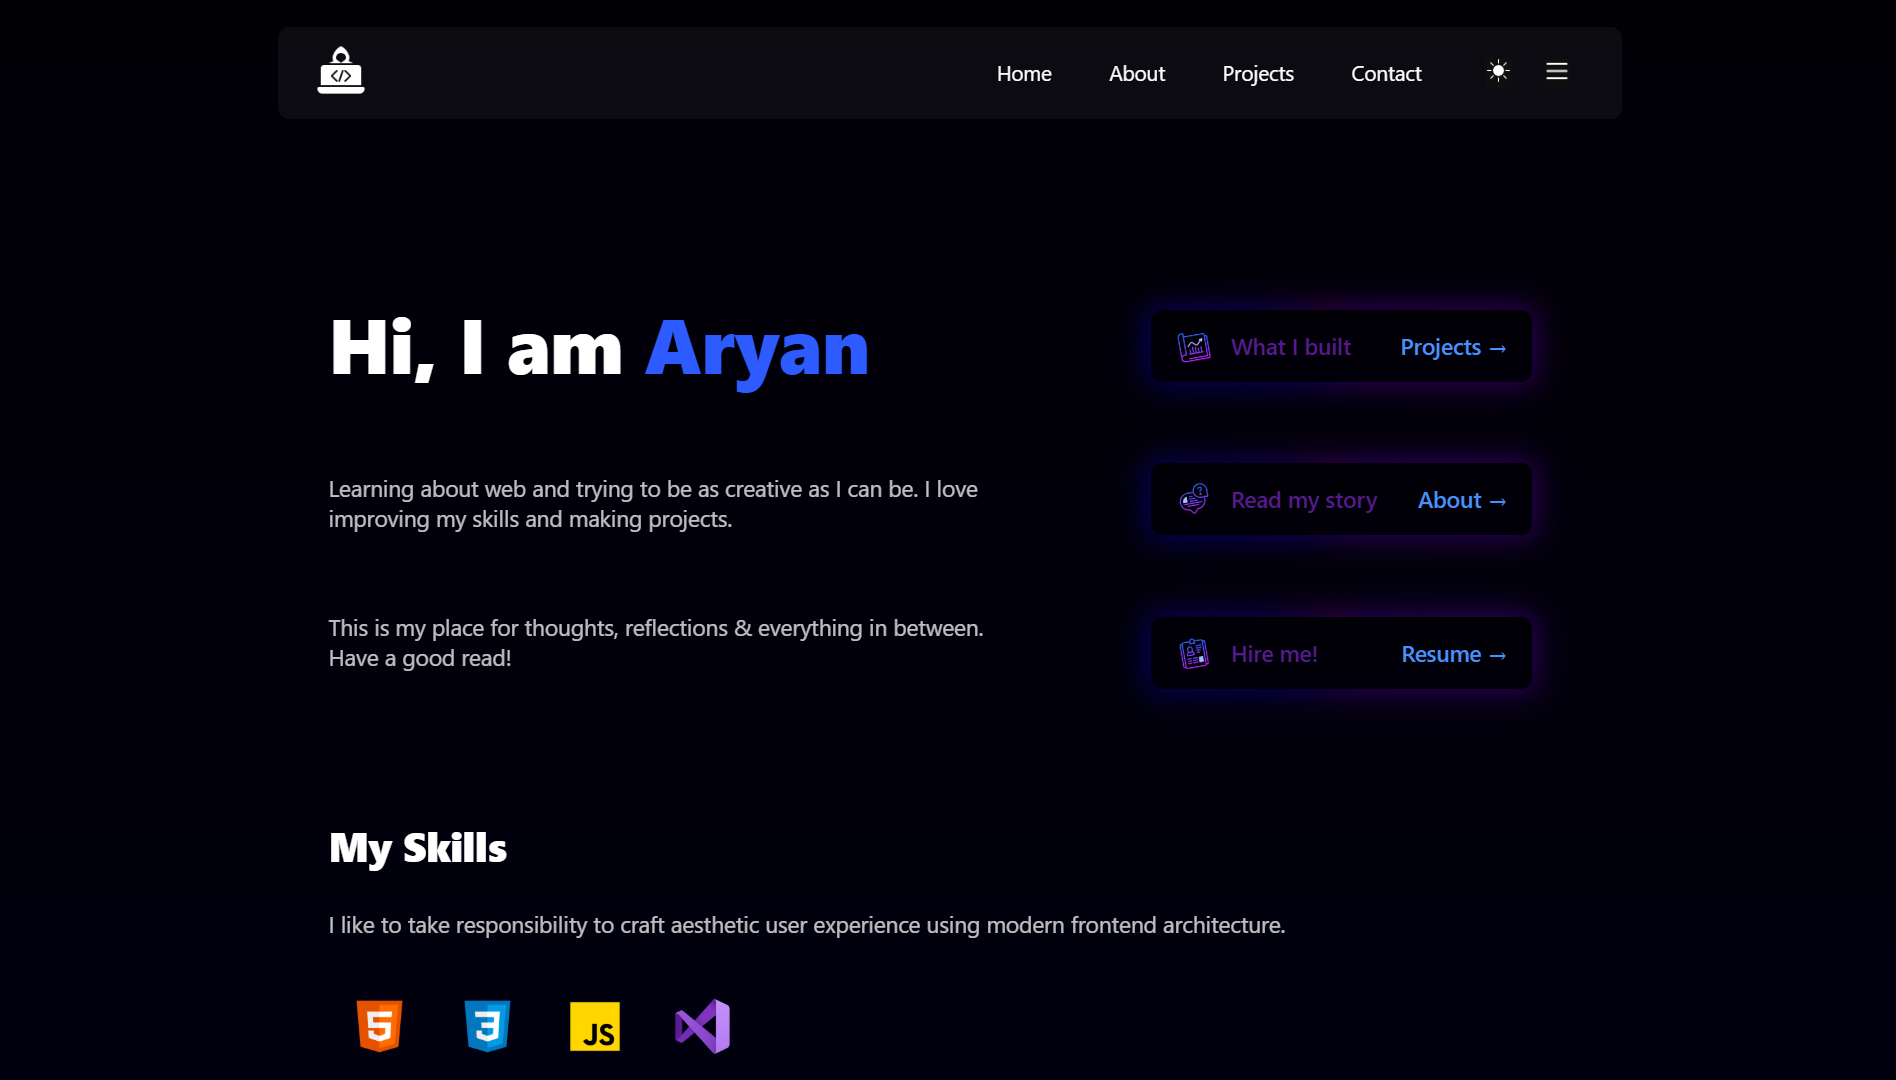 Home About Projects Contact
Hi, I am Aryan
Learning about web and trying to be as creative as I can be. I love
improving my skills and making projects.
This is my place for thoughts, reflections & everything in between.
Have a good read!
What I built Projects →
Read my story About →
Hire me! Resume →
My Skills
I like to take responsibility to craft aesthetic user experience using modern frontend architecture.
5 3 JS